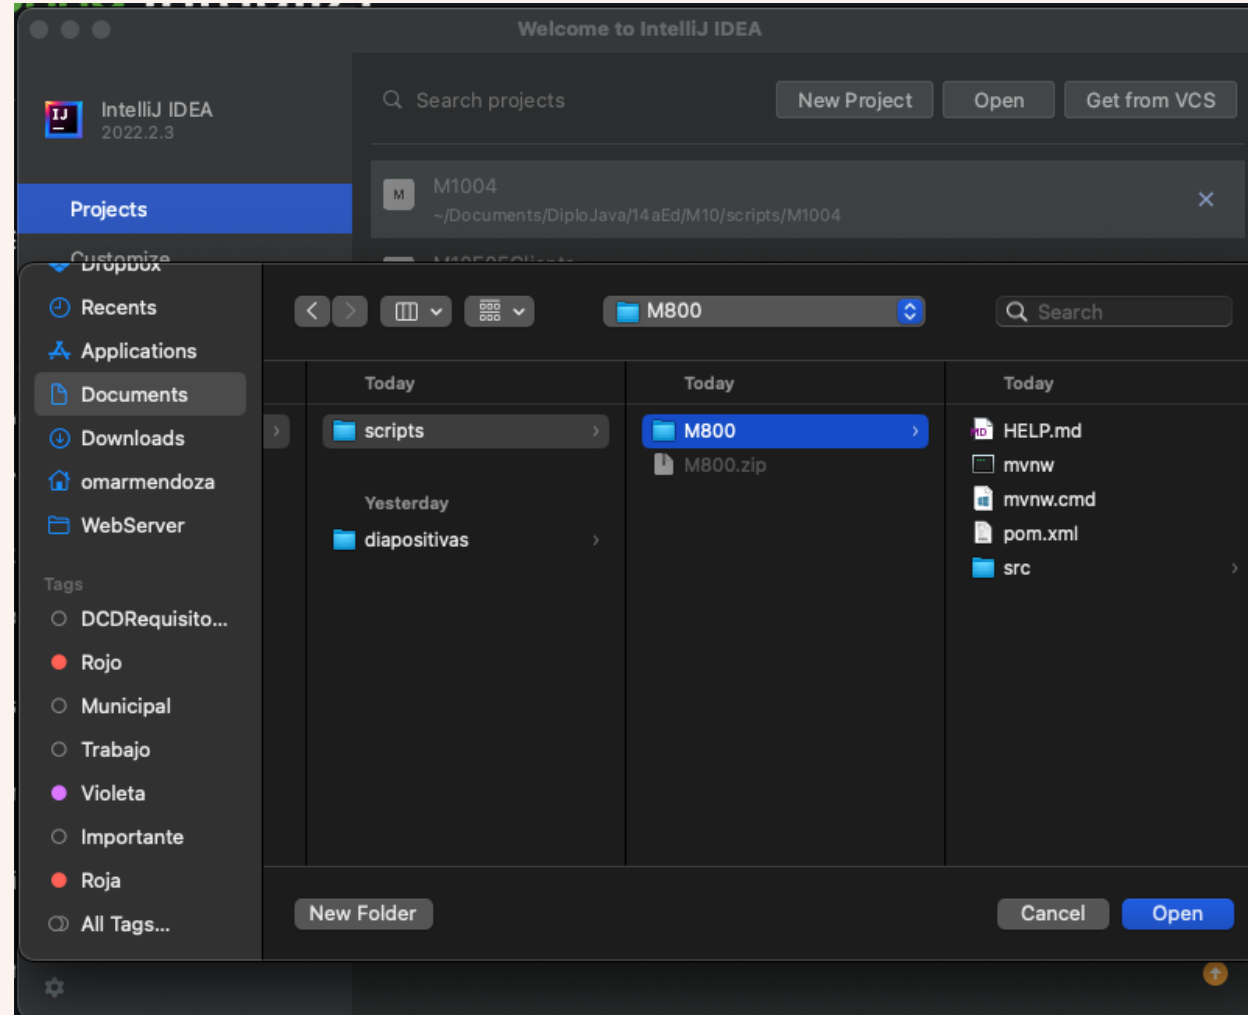 Welcome to IntelliJ IDEA
IntelliJ IDEA
2022.2.3
Search projects
New Project
Open
Get from VCS
Projects
Customize
M
M1004
~/Documents/DiploJava/14aEd/M10/scripts/M1004
Dropbox
Recents
Applications
Documents
Downloads
omarmendoza
WebServer
Tags
DCDRequisito...
Rojo
Municipal
Trabajo
Violeta
Importante
Roja
All Tags...
M800
Search
Today
scripts
Yesterday
diapositivas
Today
M800
M800.zip
Today
HELP.md
mvnw
mvnw.cmd
pom.xml
src
New Folder
Cancel
Open